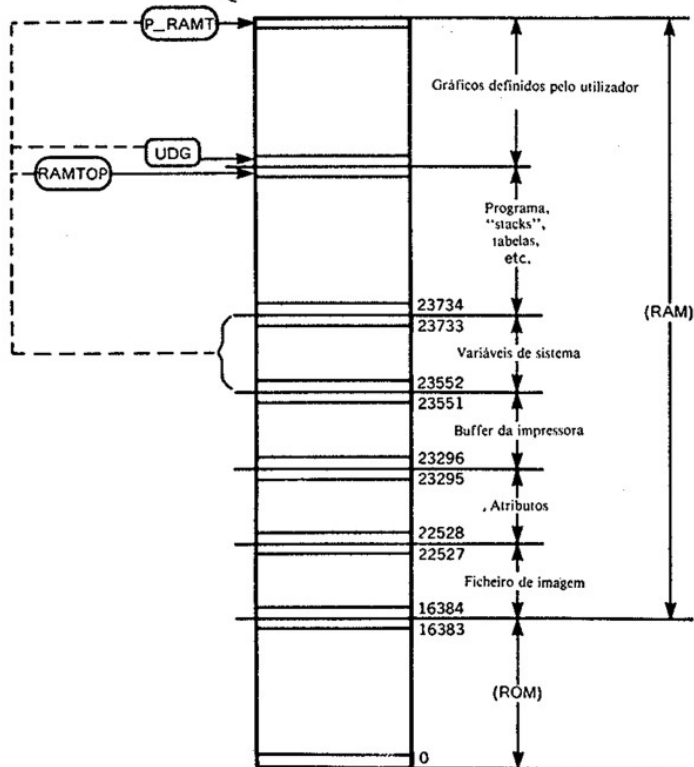 P_RAMT
Gráficos definidos pelo utilizador
UDG
RAMTOP
Programa,
"stacks",
tabelas,
etc.
23734
(RAM)
23733
Variáveis de sistema
23552
23551
Buffer da impressora
23296
23295
, Atributos
22528
22527
Ficheiro de imagem
16384
16383
(ROM)
0